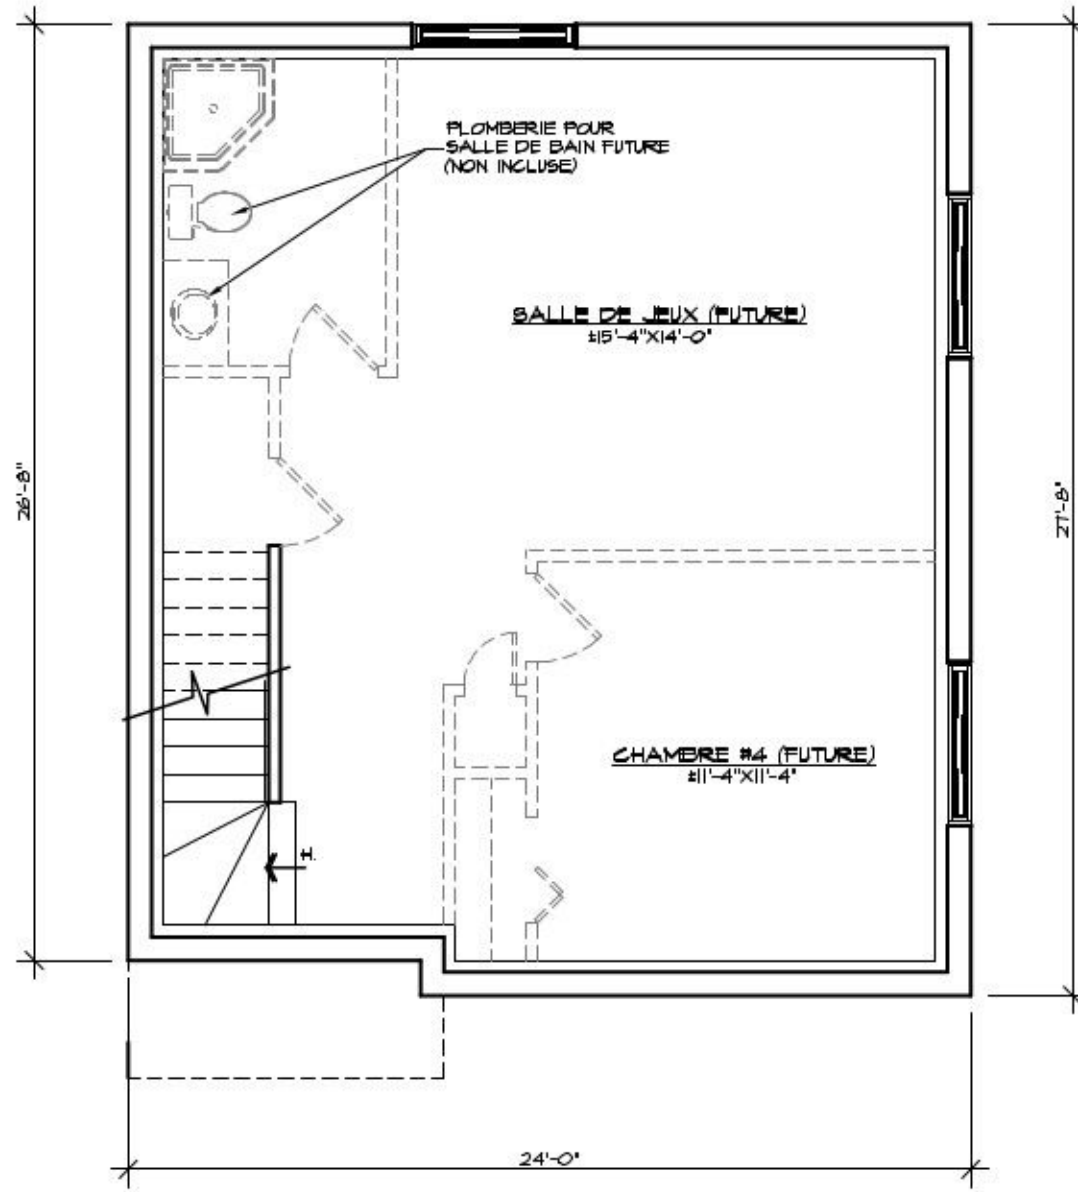 PLOMBERIE POUR
SALLE DE BAIN FUTURE
(NON INCLUSE)
SALLE DE JEUX (FUTURE)
±15'-4"X14'-0"
26'-8"
27'-8"
CHAMBRE #4 (FUTURE)
±11'-4"X11'-4"
24'-0"